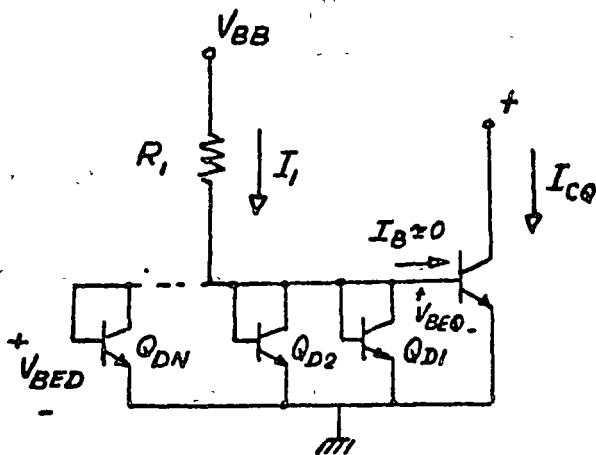 V_BB
+
R_1
I_1
I_CQ
I_B≃0
+
V_BEQ-
+
V_BED
-
Q_DN
Q_D2
Q_D1